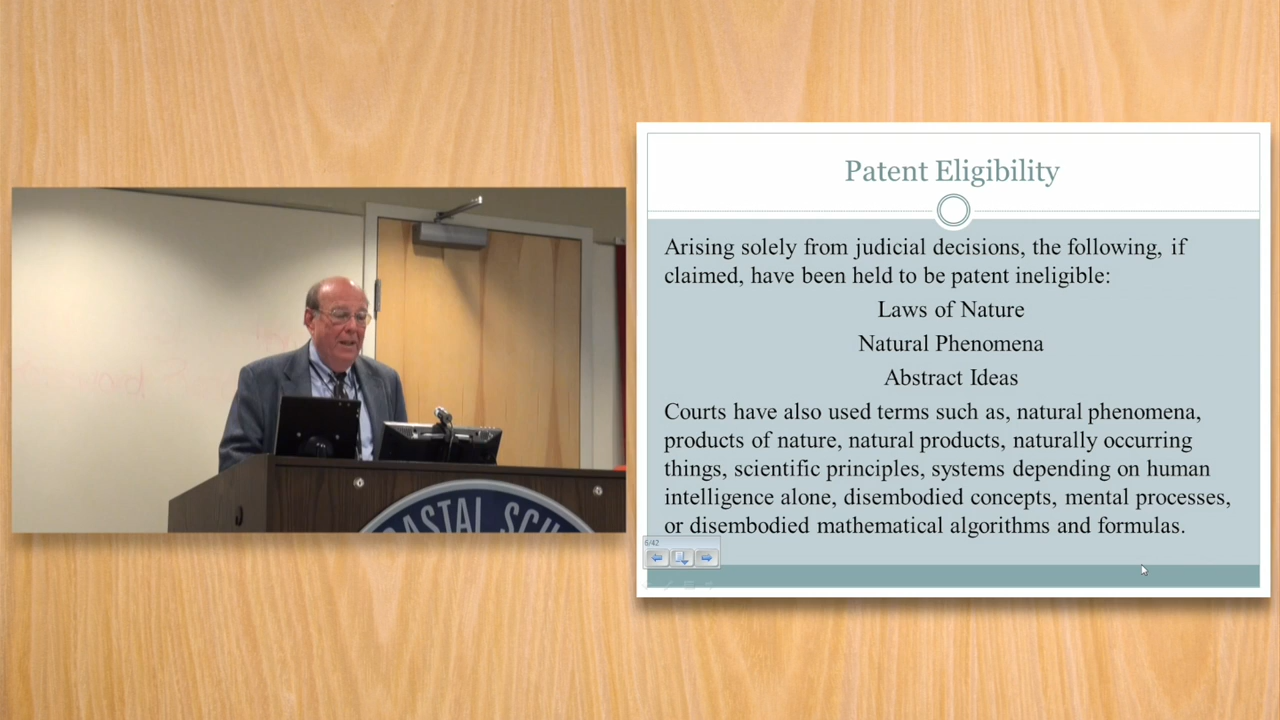 Patent Eligibility
Arising solely from judicial decisions, the following, if
claimed, have been held to be patent ineligible:
Laws of Nature
Natural Phenomena
Abstract Ideas
Courts have also used terms such as, natural phenomena,
products of nature, natural products, naturally occurring
things, scientific principles, systems depending on human
intelligence alone, disembodied concepts, mental processes,
or disembodied mathematical algorithms and formulas.
6/42